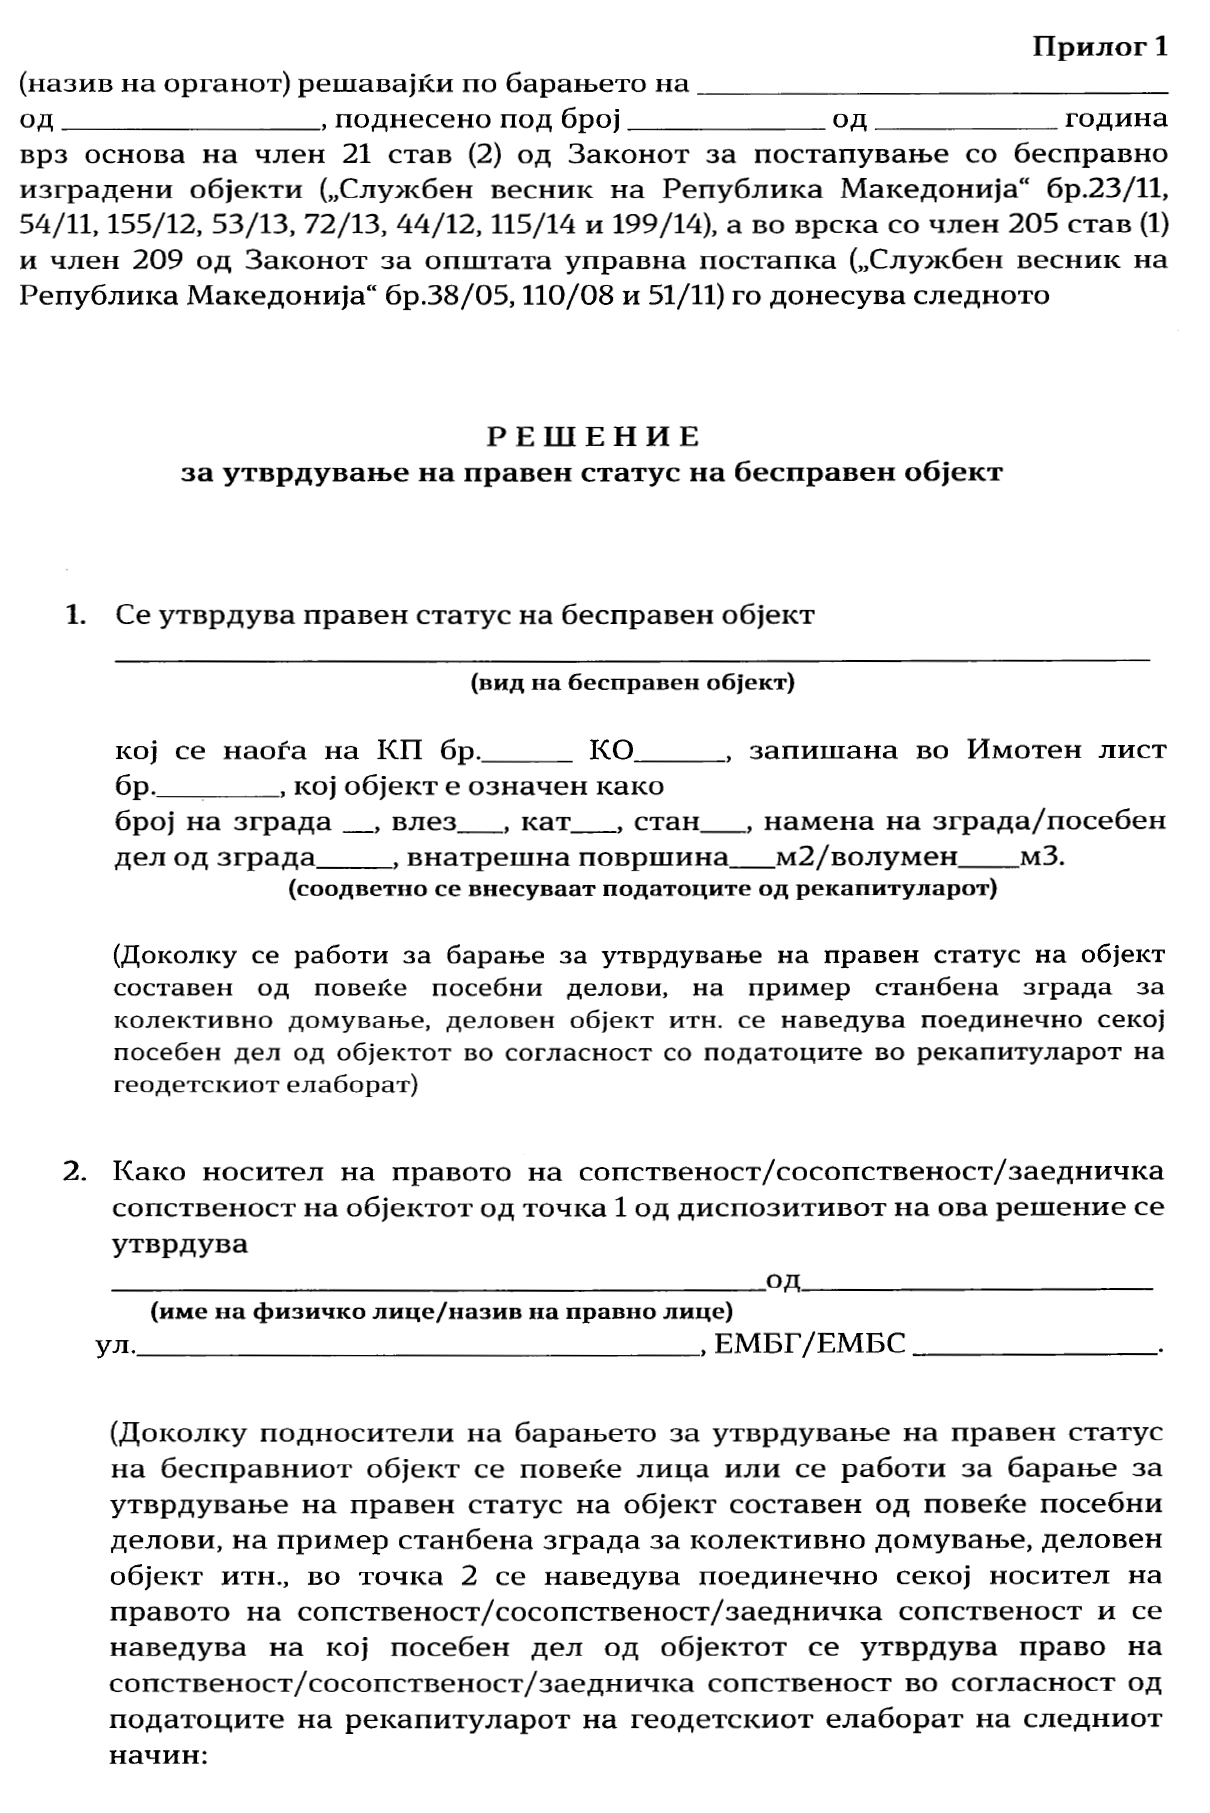 Прилог 1
(назив на органот) решавајќи по барањето на ______________________________
од _________________, поднесено под број _____________ од ____________ година
врз основа на член 21 став (2) од Законот за постапување со бесправно
изградени објекти („Службен весник на Република Македонија“ бр.23/11,
54/11, 155/12, 53/13, 72/13, 44/12, 115/14 и 199/14), а во врска со член 205 став (1)
и член 209 од Законот за општата управна постапка („Службен весник на
Република Македонија“ бр.38/05, 110/08 и 51/11) го донесува следното
Р Е Ш Е Н И Е
за утврдување на правен статус на бесправен објект
1. Се утврдува правен статус на бесправен објект
____________________________________________________________________
(вид на бесправен објект)
кој се наоѓа на КП бр.______ КО______, запишана во Имотен лист
бр.________, кој објект е означен како
број на зграда __, влез___, кат___, стан___, намена на зграда/посебен
дел од зграда_____, внатрешна површина___м2/волумен____м3.
(соодветно се внесуваат податоците од рекапитуларот)
(Доколку се работи за барање за утврдување на правен статус на објект
составен од повеќе посебни делови, на пример станбена зграда за
колективно домување, деловен објект итн. се наведува поединечно секој
посебен дел од објектот во согласност со податоците во рекапитуларот на
геодетскиот елаборат)
2. Како носител на правото на сопственост/сосопственост/заедничка
сопственост на објектот од точка 1 од диспозитивот на ова решение се
утврдува
___________________________________________од_______________________
(име на физичко лице/назив на правно лице)
ул._____________________________________, ЕМБГ/ЕМБС ________________.
(Доколку подносители на барањето за утврдување на правен статус
на бесправниот објект се повеќе лица или се работи за барање за
утврдување на правен статус на објект составен од повеќе посебни
делови, на пример станбена зграда за колективно домување, деловен
објект итн., во точка 2 се наведува поединечно секој носител на
правото на сопственост/сосопственост/заедничка сопственост и се
наведува на кој посебен дел од објектот се утврдува право на
сопственост/сосопственост/заедничка сопственост во согласност од
податоците на рекапитуларот на геодетскиот елаборат на следниот
начин: